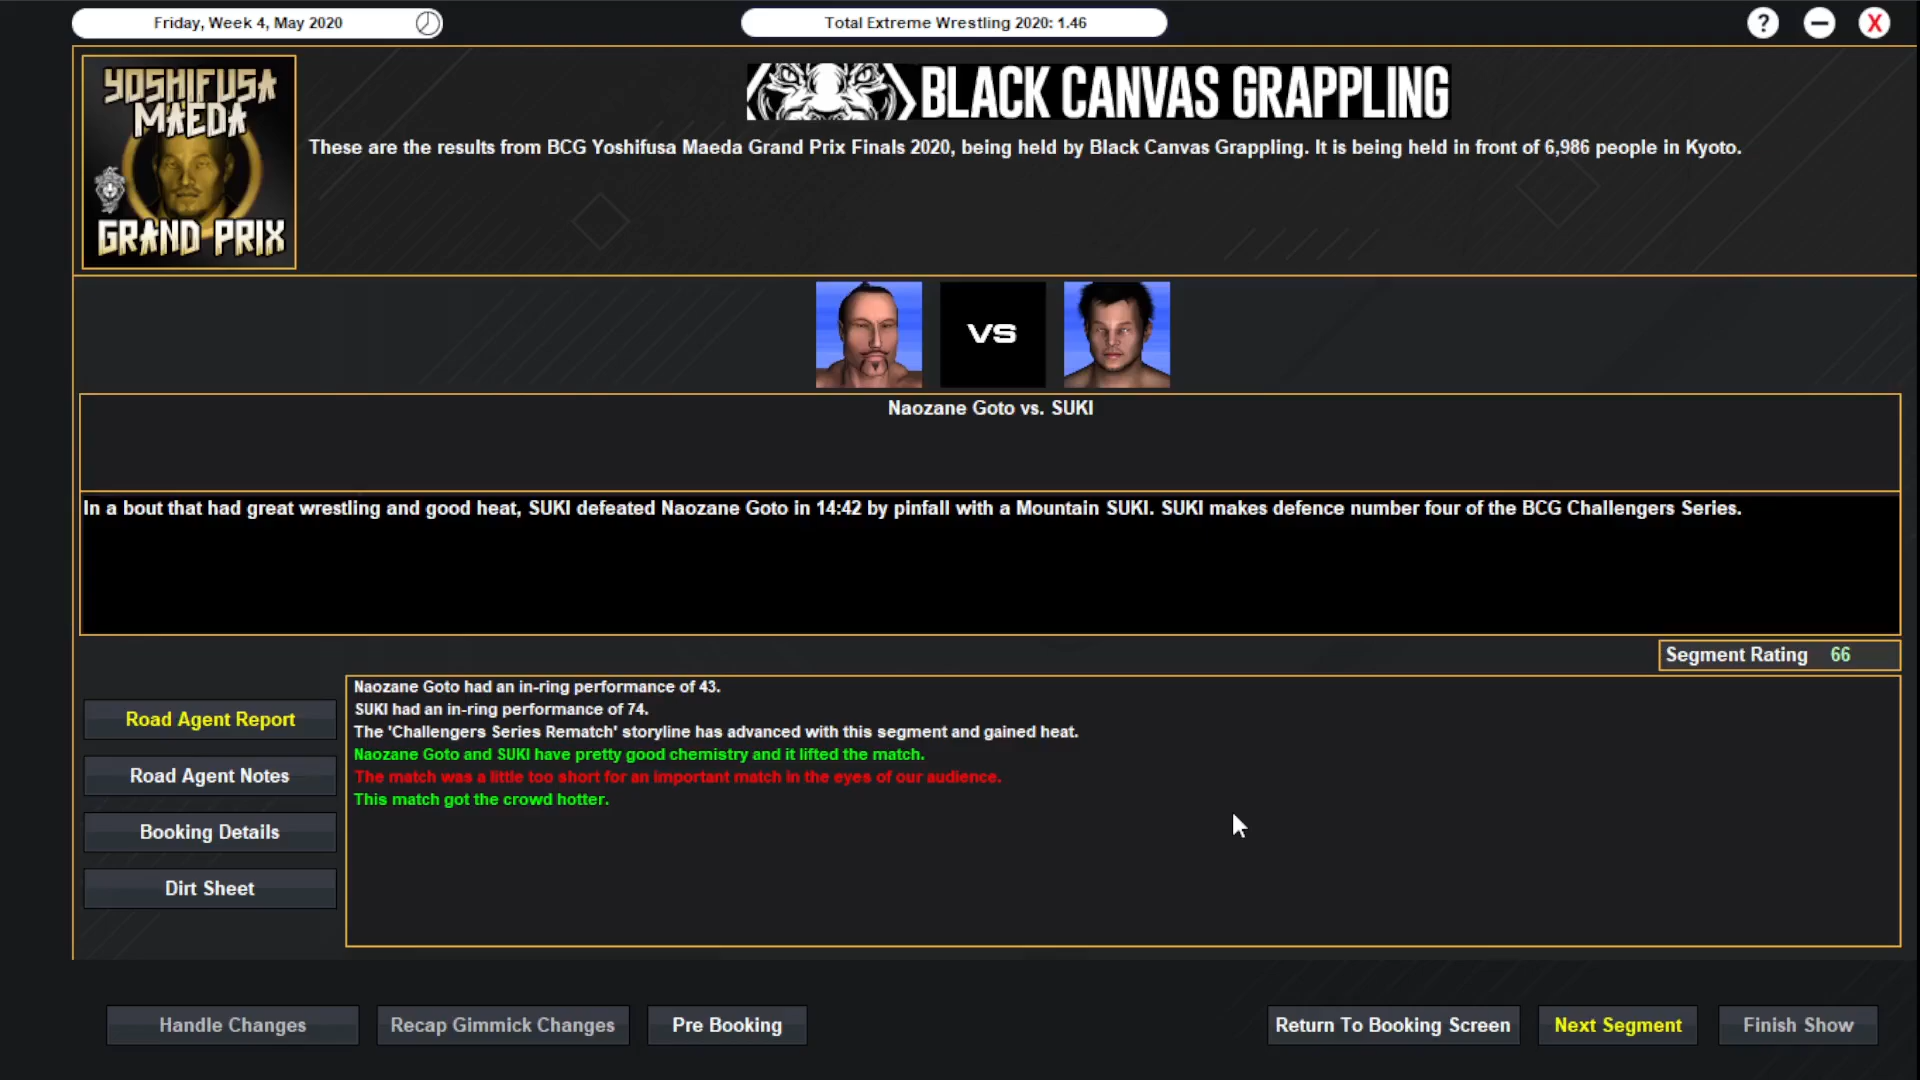 Friday, Week 4, May 2020
Total Extreme Wrestling 2020: 1.46
?
X
YOSHIFUSA
MAEDA
GRAND PRIX
BLACK CANVAS GRAPPLING
These are the results from BCG Yoshifusa Maeda Grand Prix Finals 2020, being held by Black Canvas Grappling. It is being held in front of 6,986 people in Kyoto.
VS
Naozane Goto vs. SUKI
In a bout that had great wrestling and good heat, SUKI defeated Naozane Goto in 14:42 by pinfall with a Mountain SUKI. SUKI makes defence number four of the BCG Challengers Series.
Segment Rating 66
Road Agent Report
Road Agent Notes
Booking Details
Dirt Sheet
Naozane Goto had an in-ring performance of 43.
SUKI had an in-ring performance of 74.
The 'Challengers Series Rematch' storyline has advanced with this segment and gained heat.
Naozane Goto and SUKI have pretty good chemistry and it lifted the match.
The match was a little too short for an important match in the eyes of our audience.
This match got the crowd hotter.
Handle Changes
Recap Gimmick Changes
Pre Booking
Return To Booking Screen
Next Segment
Finish Show